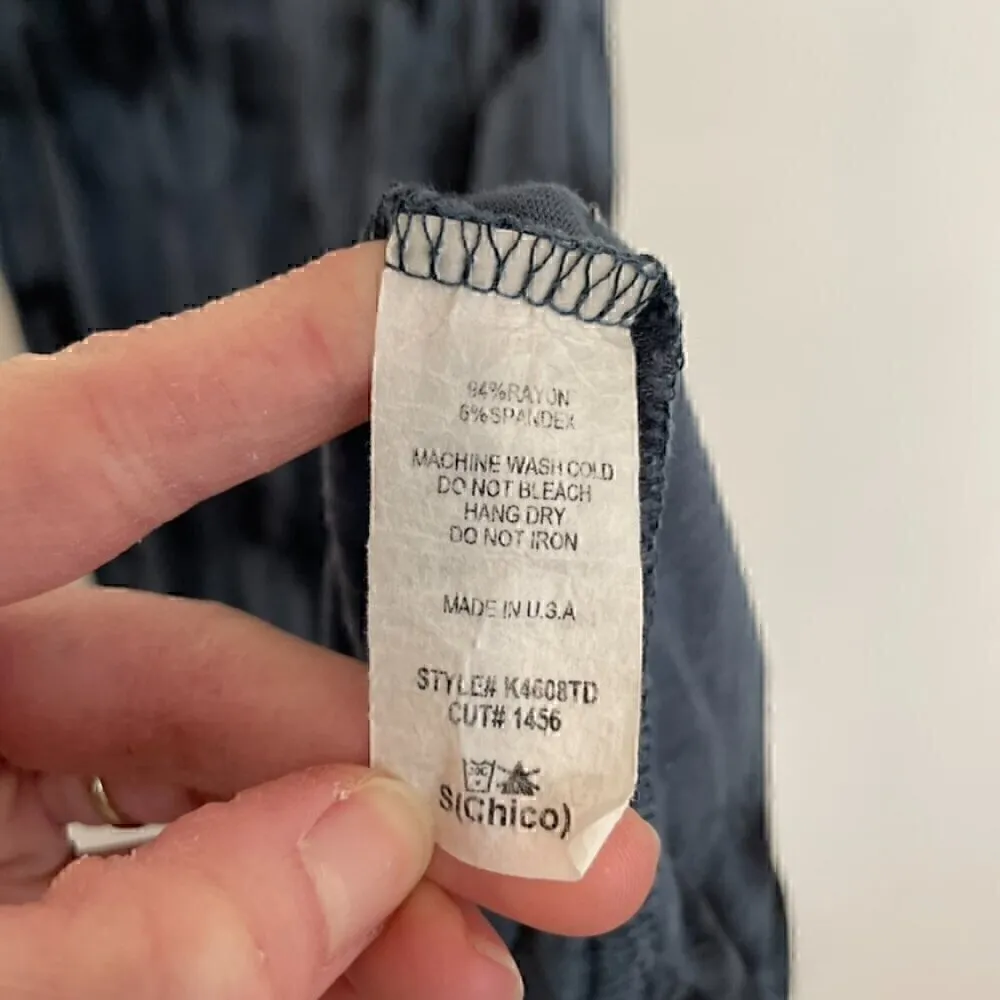 94%RAYON
6%SPANDEX
MACHINE WASH COLD
DO NOT BLEACH
HANG DRY
DO NOT IRON
MADE IN U.S.A
STYLE# K4608TD
CUT# 1456
30C
S(Chico)